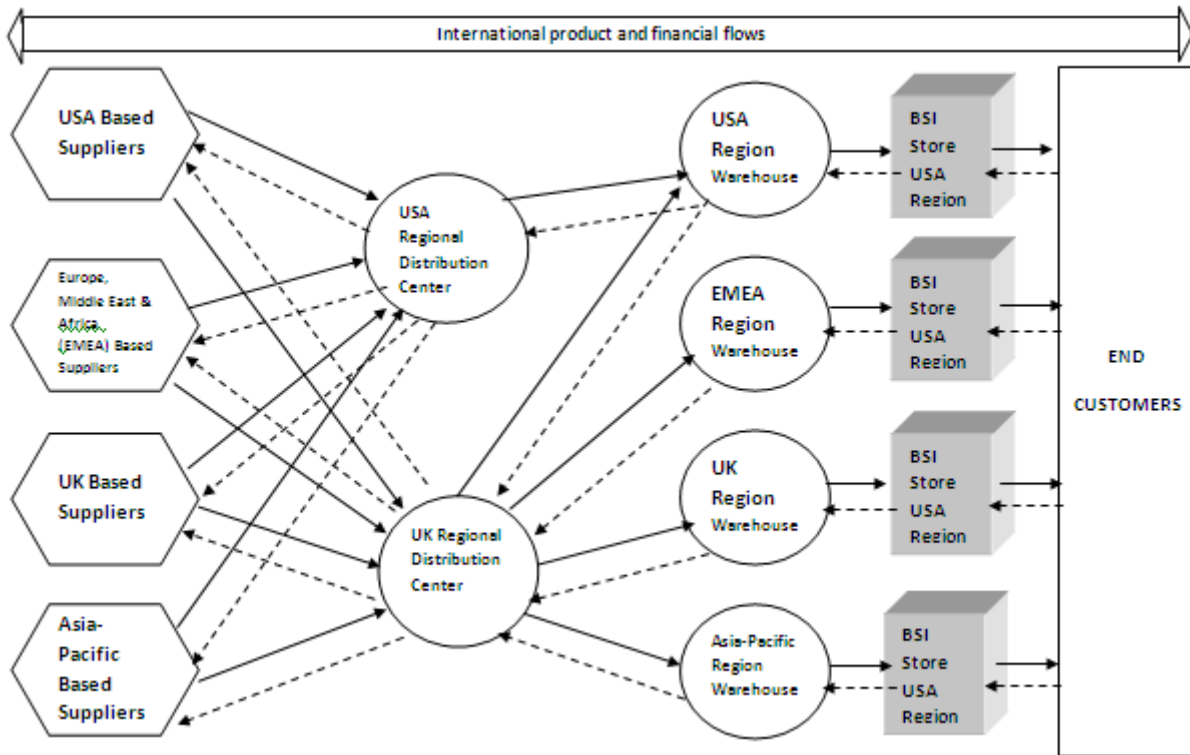 International product and financial flows
USA Based
Suppliers
Europe,
Middle East &
Africa,
(EMEA) Based
Suppliers
UK Based
Suppliers
Asia-
Pacific
Based
Suppliers
USA
Regional
Distribution
Center
UK Regional
Distribution
Center
USA
Region
Warehouse
EMEA
Region
Warehouse
UK
Region
Warehouse
Asia-Pacific
Region
Warehouse
BSI
Store
USA
Region
BSI
Store
USA
Region
BSI
Store
USA
Region
BSI
Store
USA
Region
END
CUSTOMERS